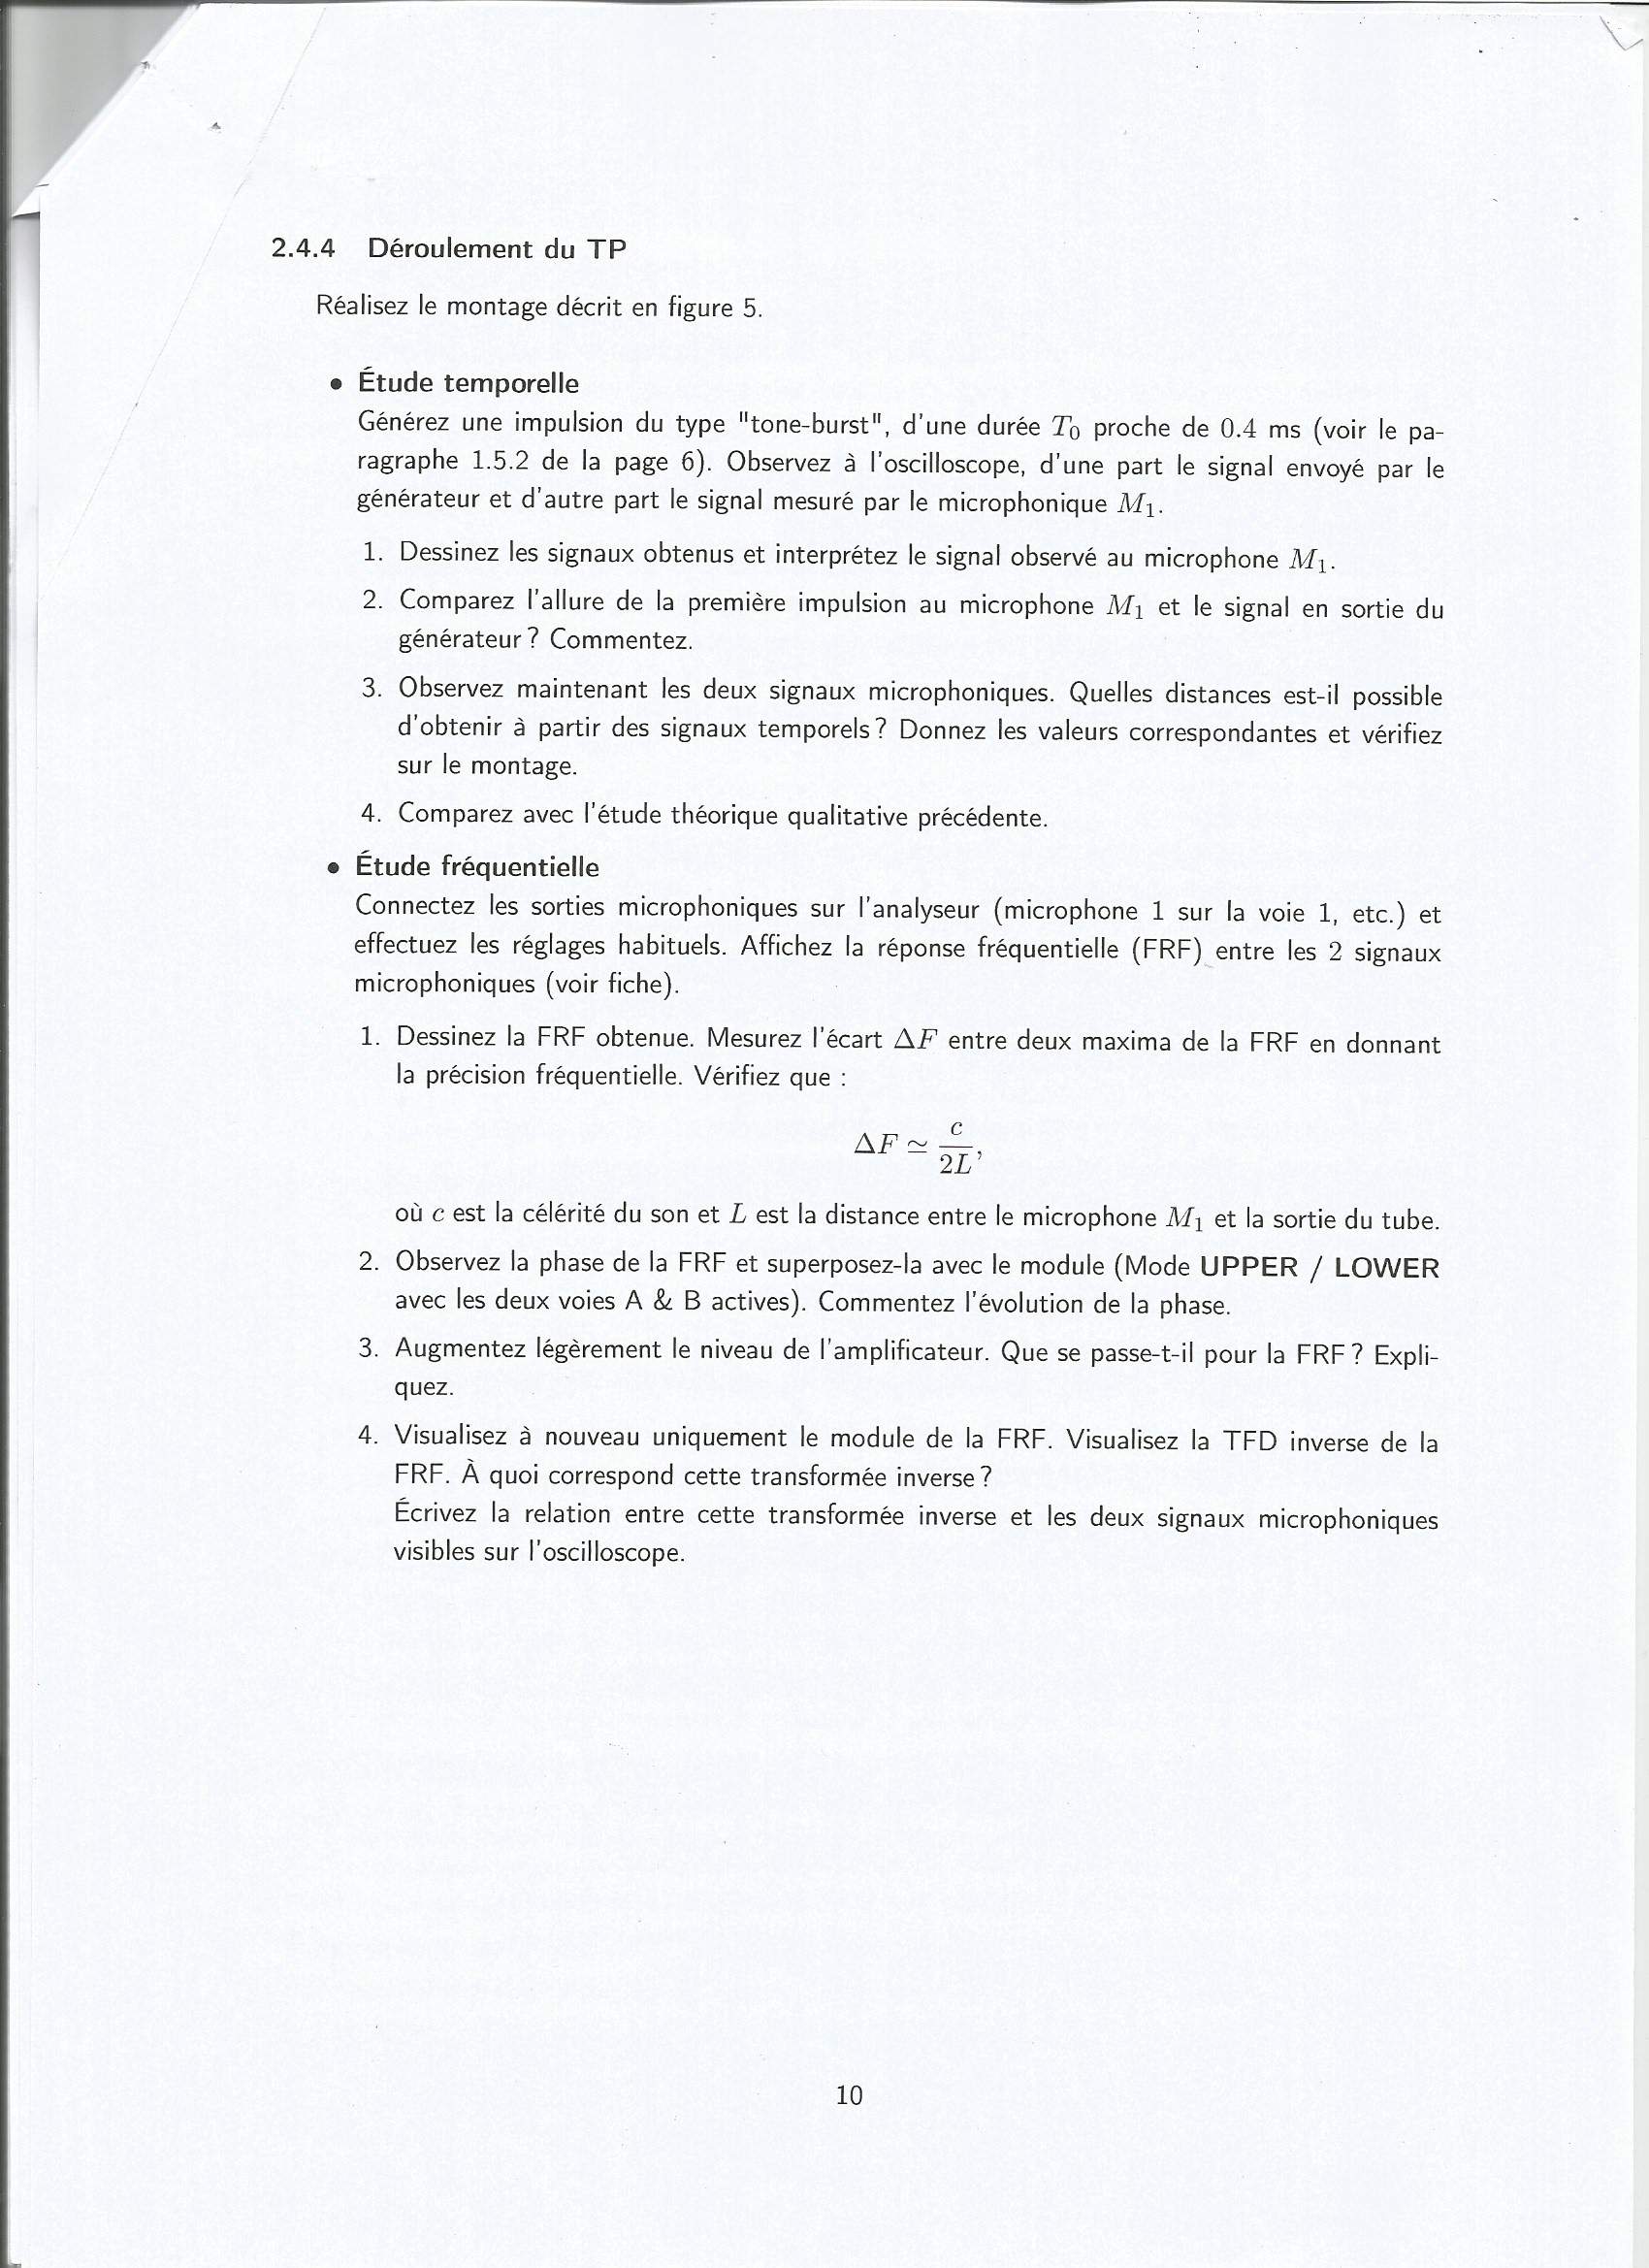 2.4.4 Déroulement du TP
Réalisez le montage décrit en figure 5.
• Étude temporelle
Générez une impulsion du type "tone-burst", d'une durée T₀ proche de 0.4 ms (voir le pa-
ragraphe 1.5.2 de la page 6). Observez à l'oscilloscope, d'une part le signal envoyé par le
générateur et d'autre part le signal mesuré par le microphonique M₁.
1. Dessinez les signaux obtenus et interprétez le signal observé au microphone M₁.
2. Comparez l'allure de la première impulsion au microphone M₁ et le signal en sortie du
générateur ? Commentez.
3. Observez maintenant les deux signaux microphoniques. Quelles distances est-il possible
d'obtenir à partir des signaux temporels ? Donnez les valeurs correspondantes et vérifiez
sur le montage.
4. Comparez avec l'étude théorique qualitative précédente.
• Étude fréquentielle
Connectez les sorties microphoniques sur l'analyseur (microphone 1 sur la voie 1, etc.) et
effectuez les réglages habituels. Affichez la réponse fréquentielle (FRF) entre les 2 signaux
microphoniques (voir fiche).
1. Dessinez la FRF obtenue. Mesurez l'écart ΔF entre deux maxima de la FRF en donnant
la précision fréquentielle. Vérifiez que :
ΔF ≃ c/2L,
où c est la célérité du son et L est la distance entre le microphone M₁ et la sortie du tube.
2. Observez la phase de la FRF et superposez-la avec le module (Mode UPPER / LOWER
avec les deux voies A & B actives). Commentez l'évolution de la phase.
3. Augmentez légèrement le niveau de l'amplificateur. Que se passe-t-il pour la FRF ? Expli-
quez.
4. Visualisez à nouveau uniquement le module de la FRF. Visualisez la TFD inverse de la
FRF. À quoi correspond cette transformée inverse ?
Écrivez la relation entre cette transformée inverse et les deux signaux microphoniques
visibles sur l'oscilloscope.
10